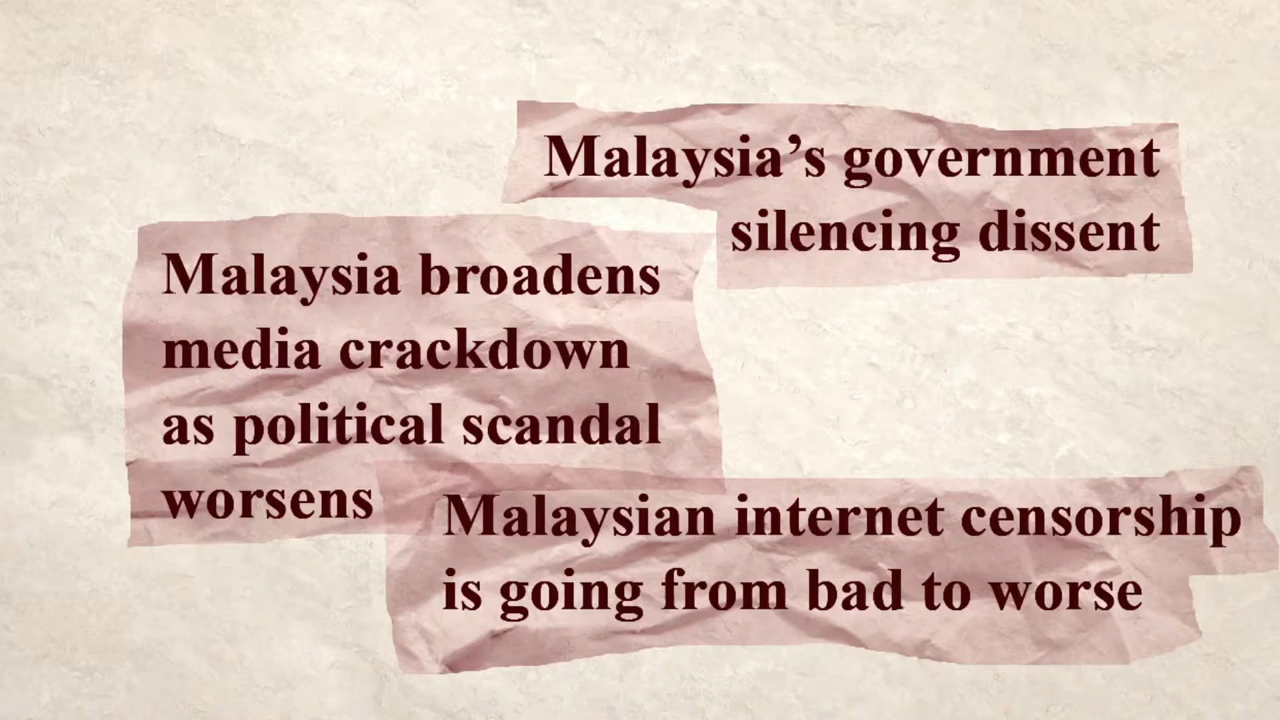 Malaysia’s government
silencing dissent
Malaysia broadens
media crackdown
as political scandal
worsens
Malaysian internet censorship
is going from bad to worse